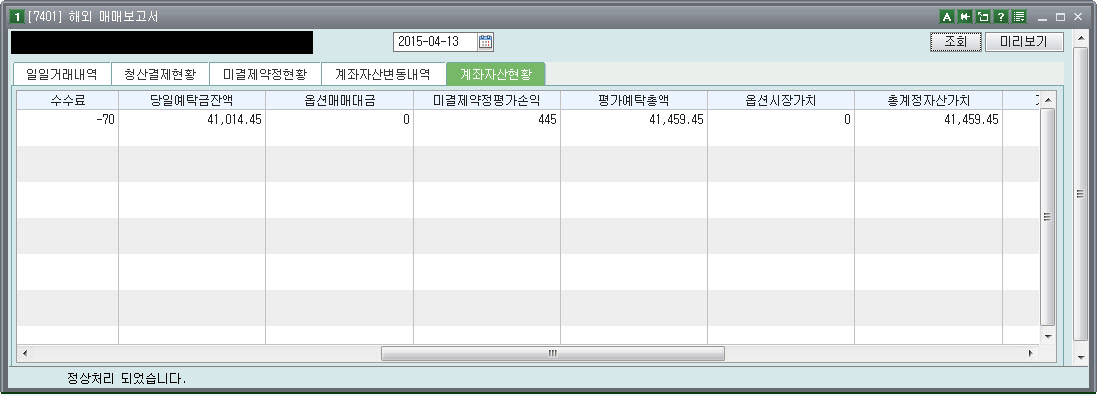 1 [7401] 해외 매매보고서 A ?
2015-04-13 조회 미리보기
일일거래내역 청산결제현황 미결제약정현황 계좌자산변동내역 계좌자산현황
수수료 당일예탁금잔액 옵션매매대금 미결제약정평가손익 평가예탁총액 옵션시장가치 총계정자산가치
-70 41,014.45 0 445 41,459.45 0 41,459.45
정상처리 되었습니다.